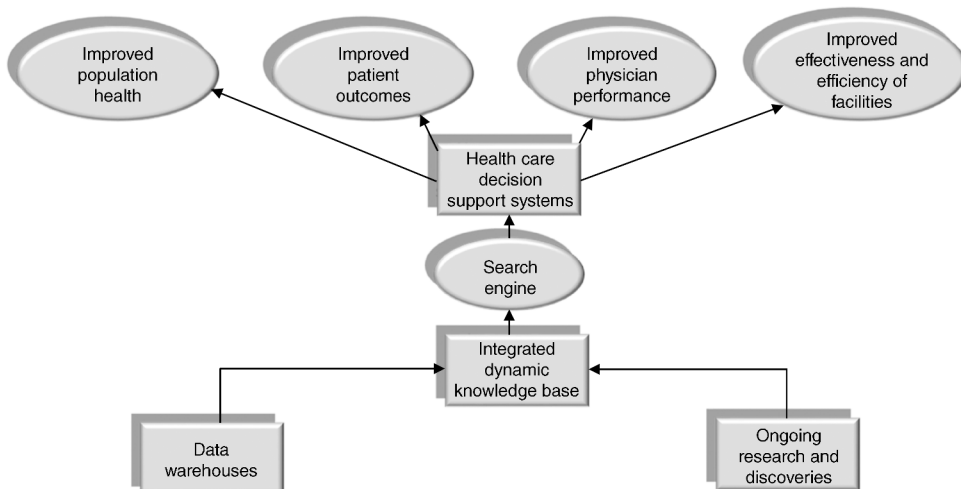 Improved
population
health
Improved
patient
outcomes
Improved
physician
performance
Improved
effectiveness and
efficiency of
facilities
Health care
decision
support systems
Search
engine
Integrated
dynamic
knowledge base
Data
warehouses
Ongoing
research and
discoveries